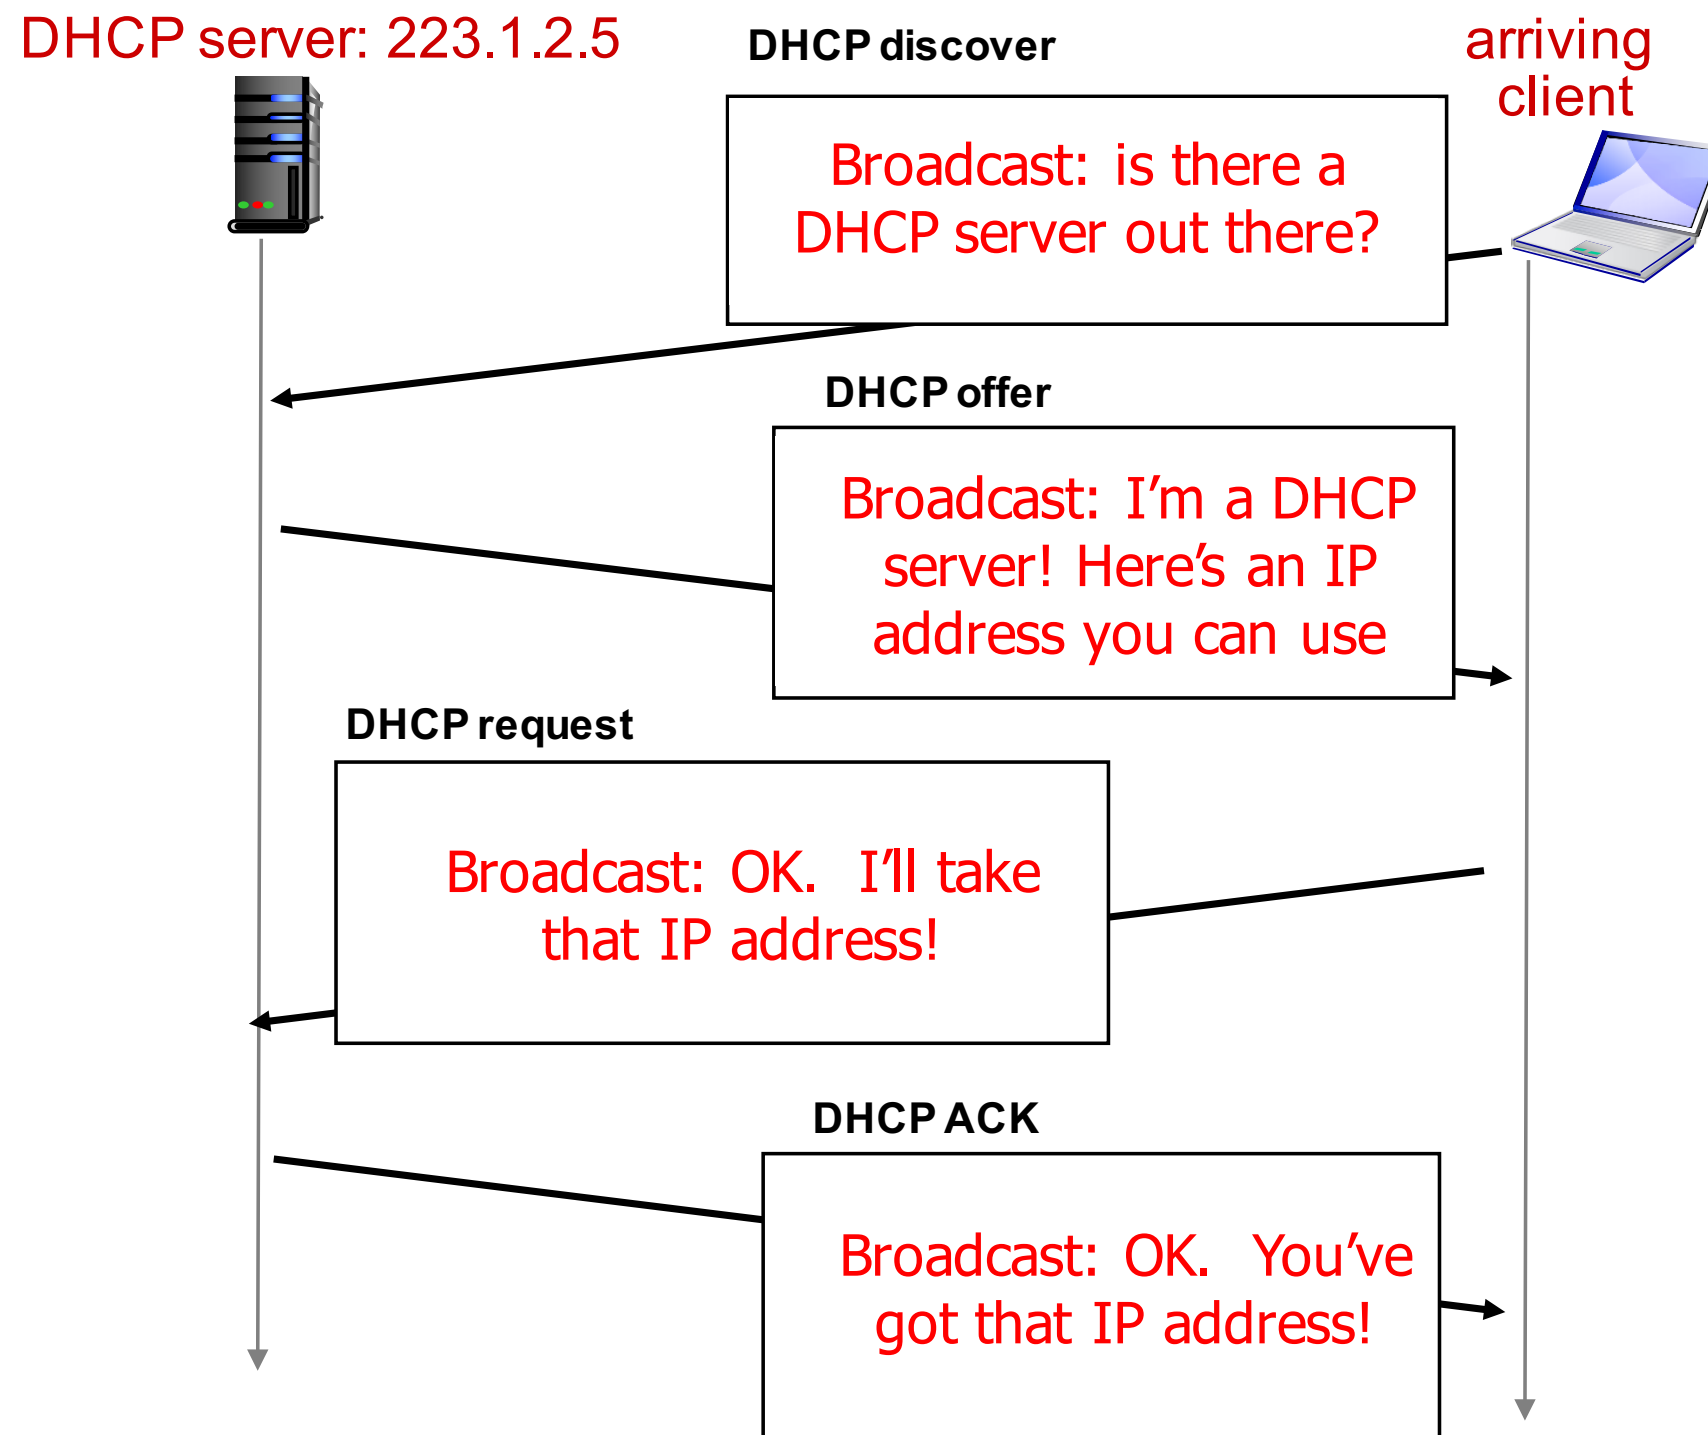 DHCP server: 223.1.2.5
DHCP discover
arriving
client
Broadcast: is there a
DHCP server out there?
DHCP offer
Broadcast: I’m a DHCP
server! Here’s an IP
address you can use
DHCP request
Broadcast: OK. I’ll take
that IP address!
DHCP ACK
Broadcast: OK. You’ve
got that IP address!